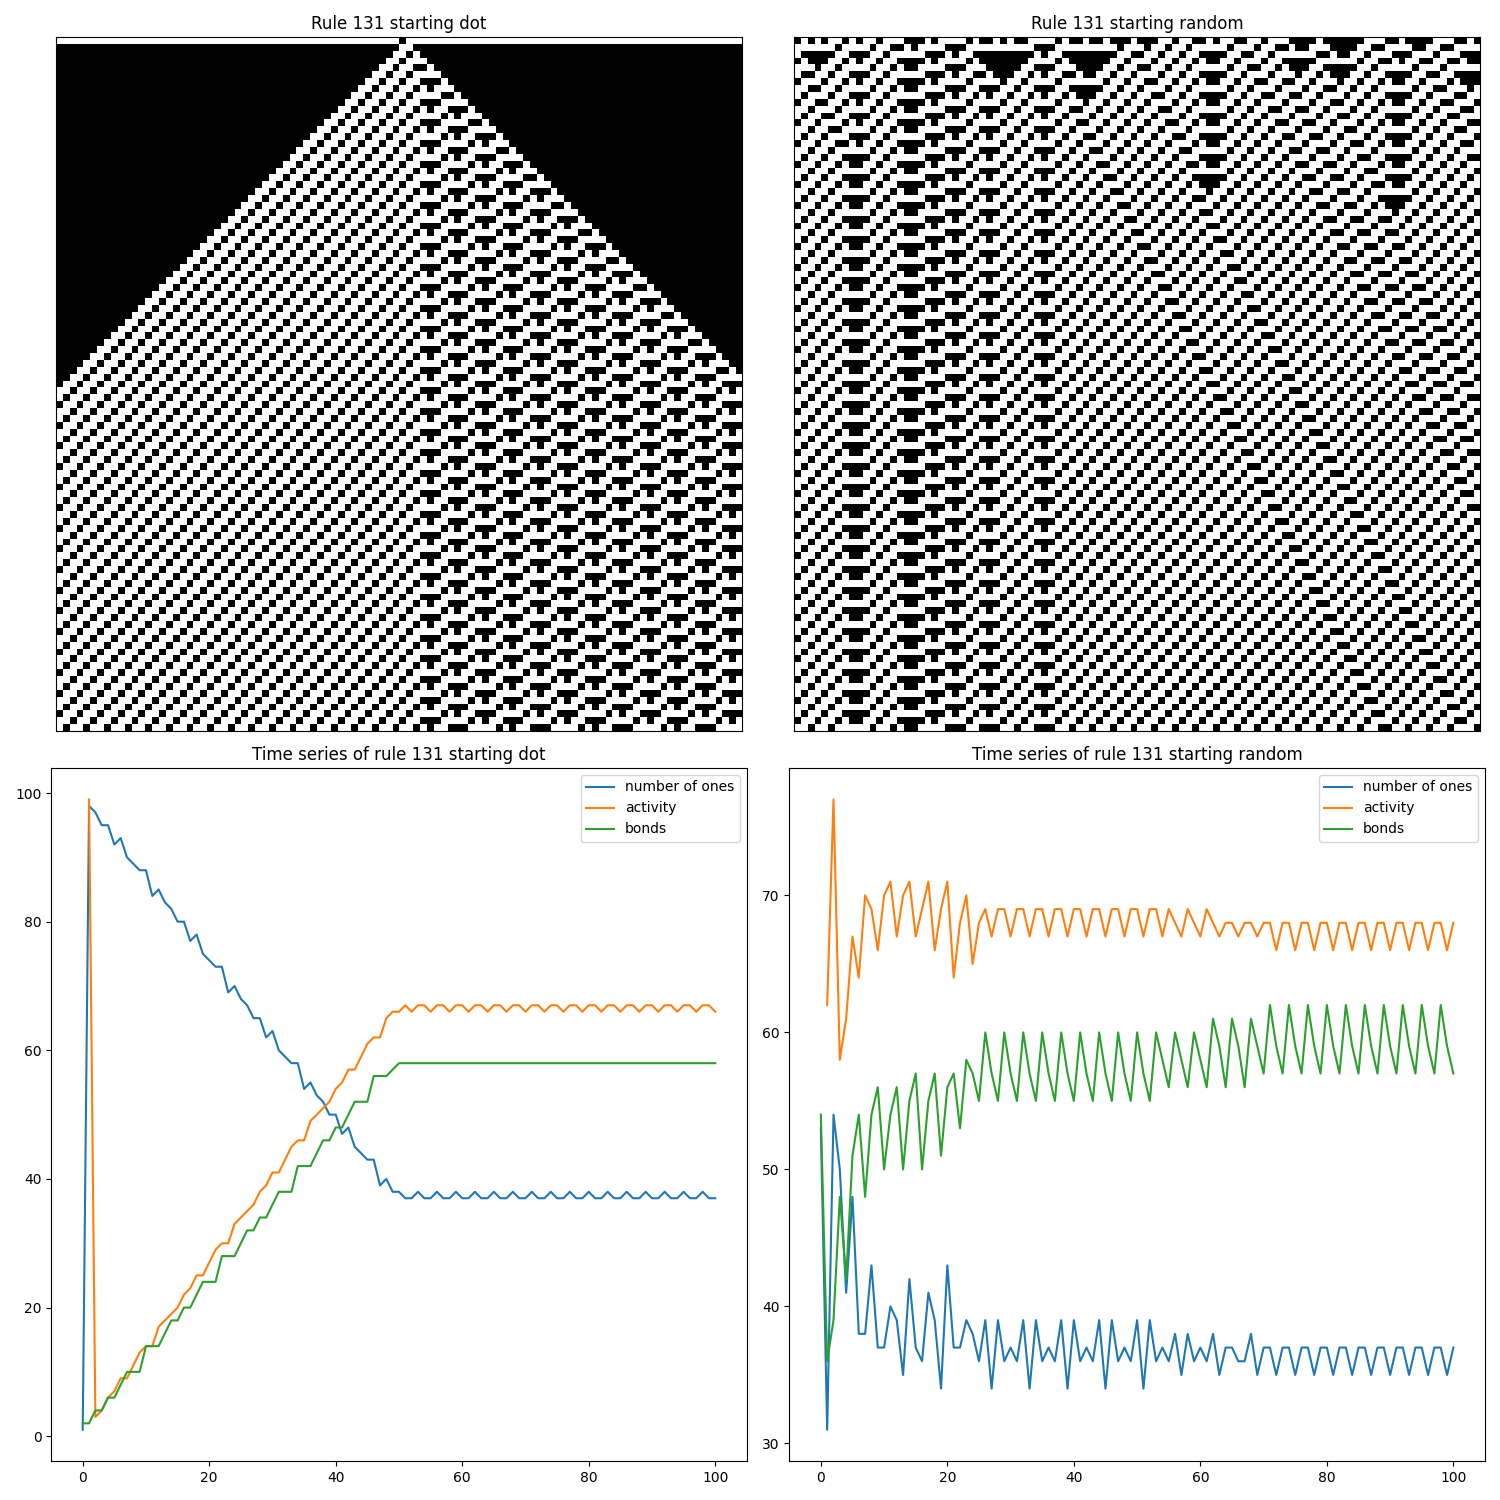 Rule 131 starting dot
Rule 131 starting random
Time series of rule 131 starting dot
number of ones
activity
bonds
100
80
60
40
20
0
0
20
40
60
80
100
Time series of rule 131 starting random
number of ones
activity
bonds
70
60
50
40
30
0
20
40
60
80
100